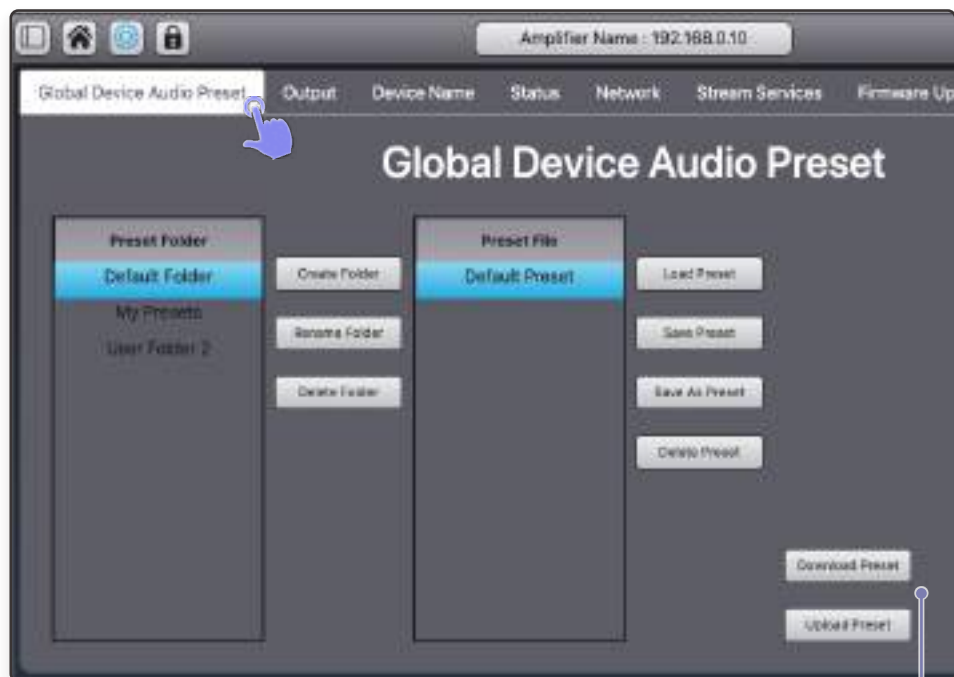 Amplifier Name : 192.168.0.10
Global Device Audio Preset Output Device Name Status Network Stream Services Firmware Up
Global Device Audio Preset
Preset Folder
Default Folder
My Presets
User Folder 2
Create Folder
Rename Folder
Delete Folder
Preset File
Default Preset
Load Preset
Save Preset
Save As Preset
Delete Preset
Download Preset
Upload Preset